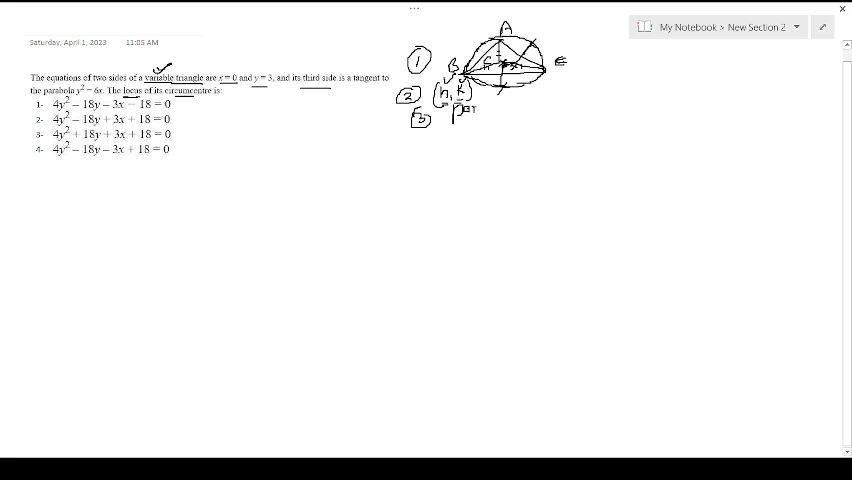 My Notebook > New Section 2
Saturday, April 1, 2023 11:05 AM
The equations of two sides of a variable triangle are x = 0 and y = 3, and its third side is a tangent to
the parabola y² = 6x. The locus of its circumcentre is:
1- 4y² − 18y − 3x − 18 = 0
2- 4y² − 18y + 3x + 18 = 0
3- 4y² + 18y + 3x + 18 = 0
4- 4y² − 18y − 3x + 18 = 0
A
1
B
2
(h, k)
3